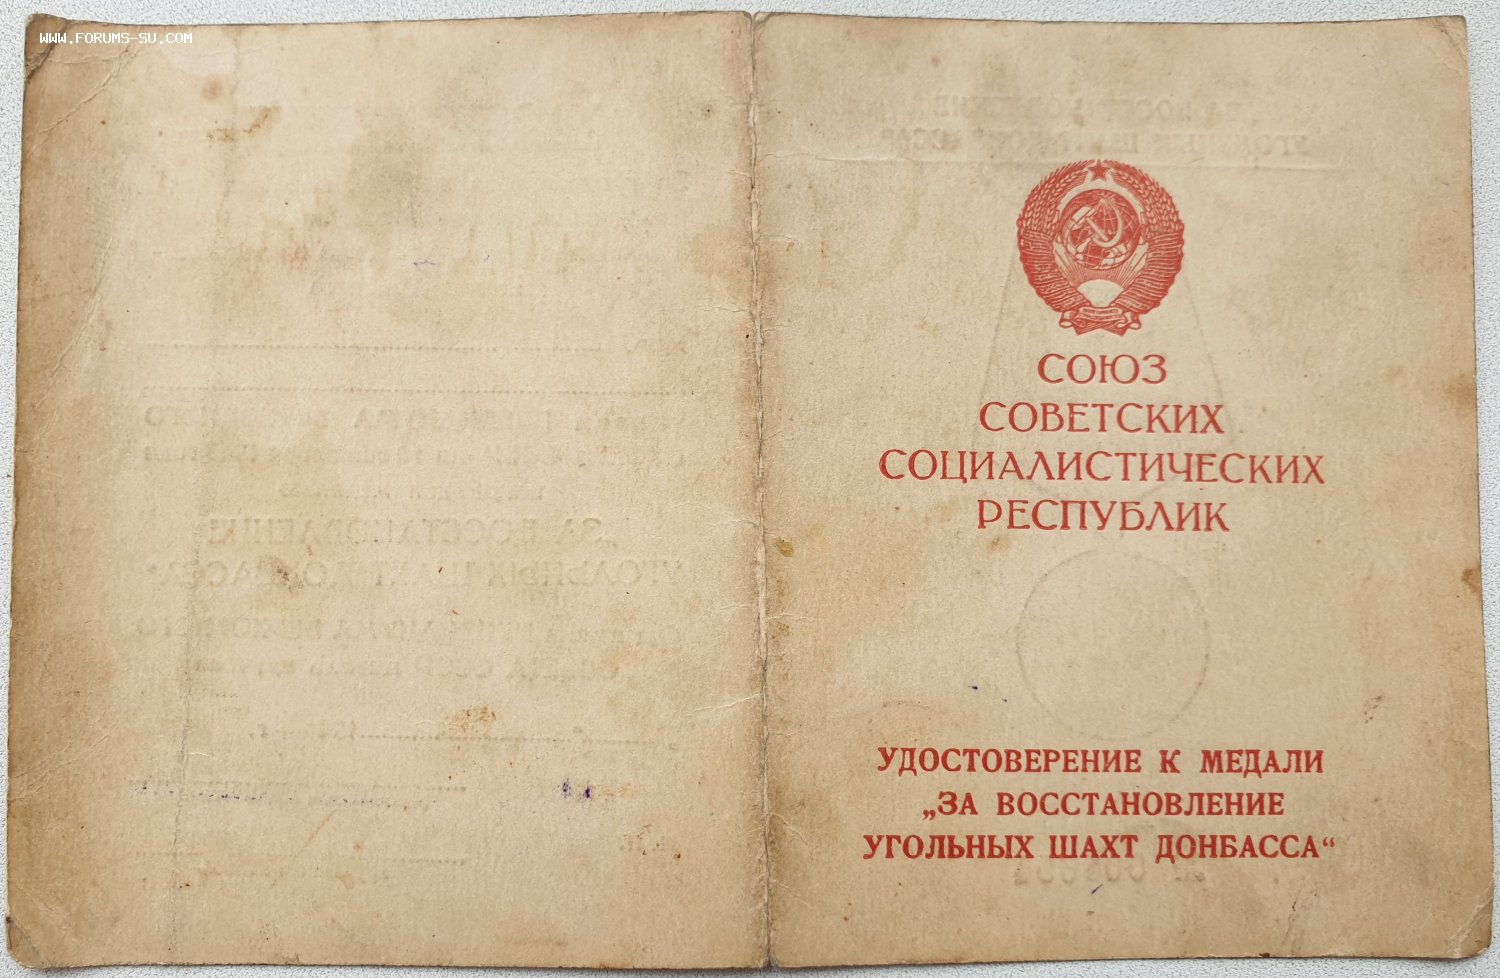 WWW.FORUMS-SU.COM
СОЮЗ
СОВЕТСКИХ
СОЦИАЛИСТИЧЕСКИХ
РЕСПУБЛИК
УДОСТОВЕРЕНИЕ К МЕДАЛИ
„ЗА ВОССТАНОВЛЕНИЕ
УГОЛЬНЫХ ШАХТ ДОНБАССА“